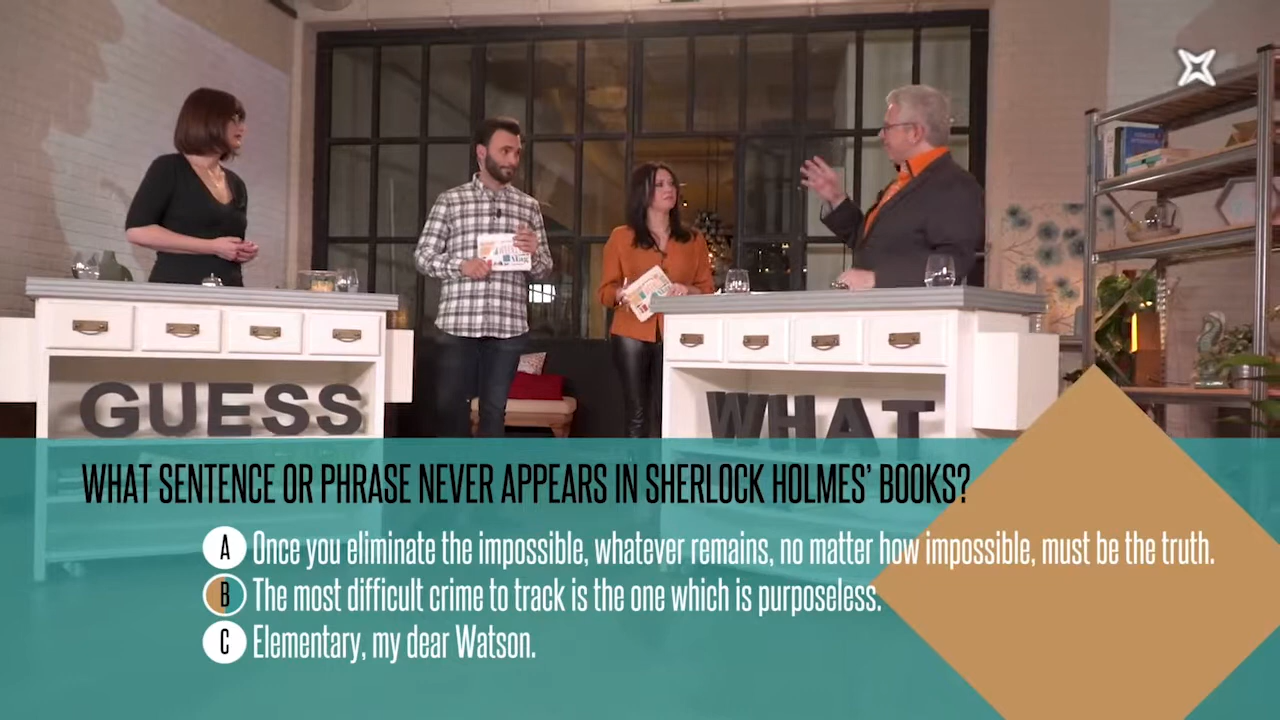 GUESS
WHAT
WHAT SENTENCE OR PHRASE NEVER APPEARS IN SHERLOCK HOLMES' BOOKS?
A Once you eliminate the impossible, whatever remains, no matter how impossible, must be the truth.
B The most difficult crime to track is the one which is purposeless.
C Elementary, my dear Watson.